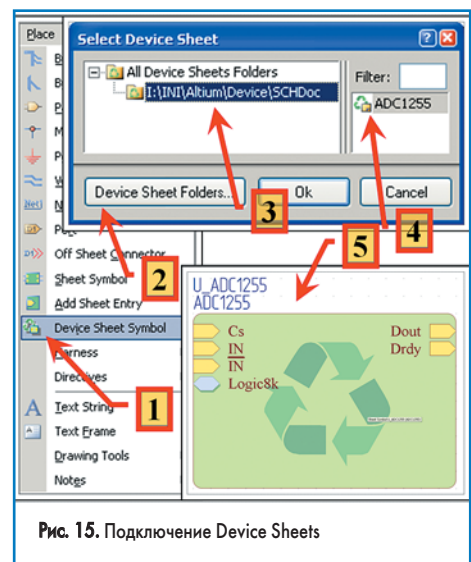 Place
Select Device Sheet
All Device Sheets Folders
I:\INI\Altium\Device\SCHDoc
Filter:
ADC1255
Device Sheet Folders...
Ok
Cancel
3
4
2
5
B
B
P
M
P
W
N
Po
Off Sheet Connector
Sheet Symbol
Add Sheet Entry
Device Sheet Symbol
Harness
Directives
1
A Text String
Text Frame
Drawing Tools
Notes
U_ADC1255
ADC1255
Cs
Dout
IN
Drdy
IN
Logic8k
Рис. 15. Подключение Device Sheets